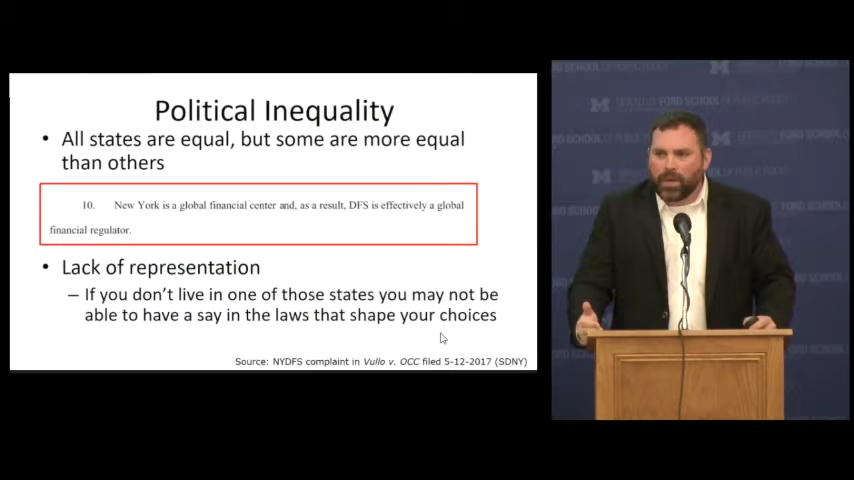 Political Inequality
• All states are equal, but some are more equal
than others
10. New York is a global financial center and, as a result, DFS is effectively a global
financial regulator.
• Lack of representation
– If you don't live in one of those states you may not be
able to have a say in the laws that shape your choices
Source: NYDFS complaint in Vullo v. OCC filed 5-12-2017 (SDNY)
FORD SCHOOL